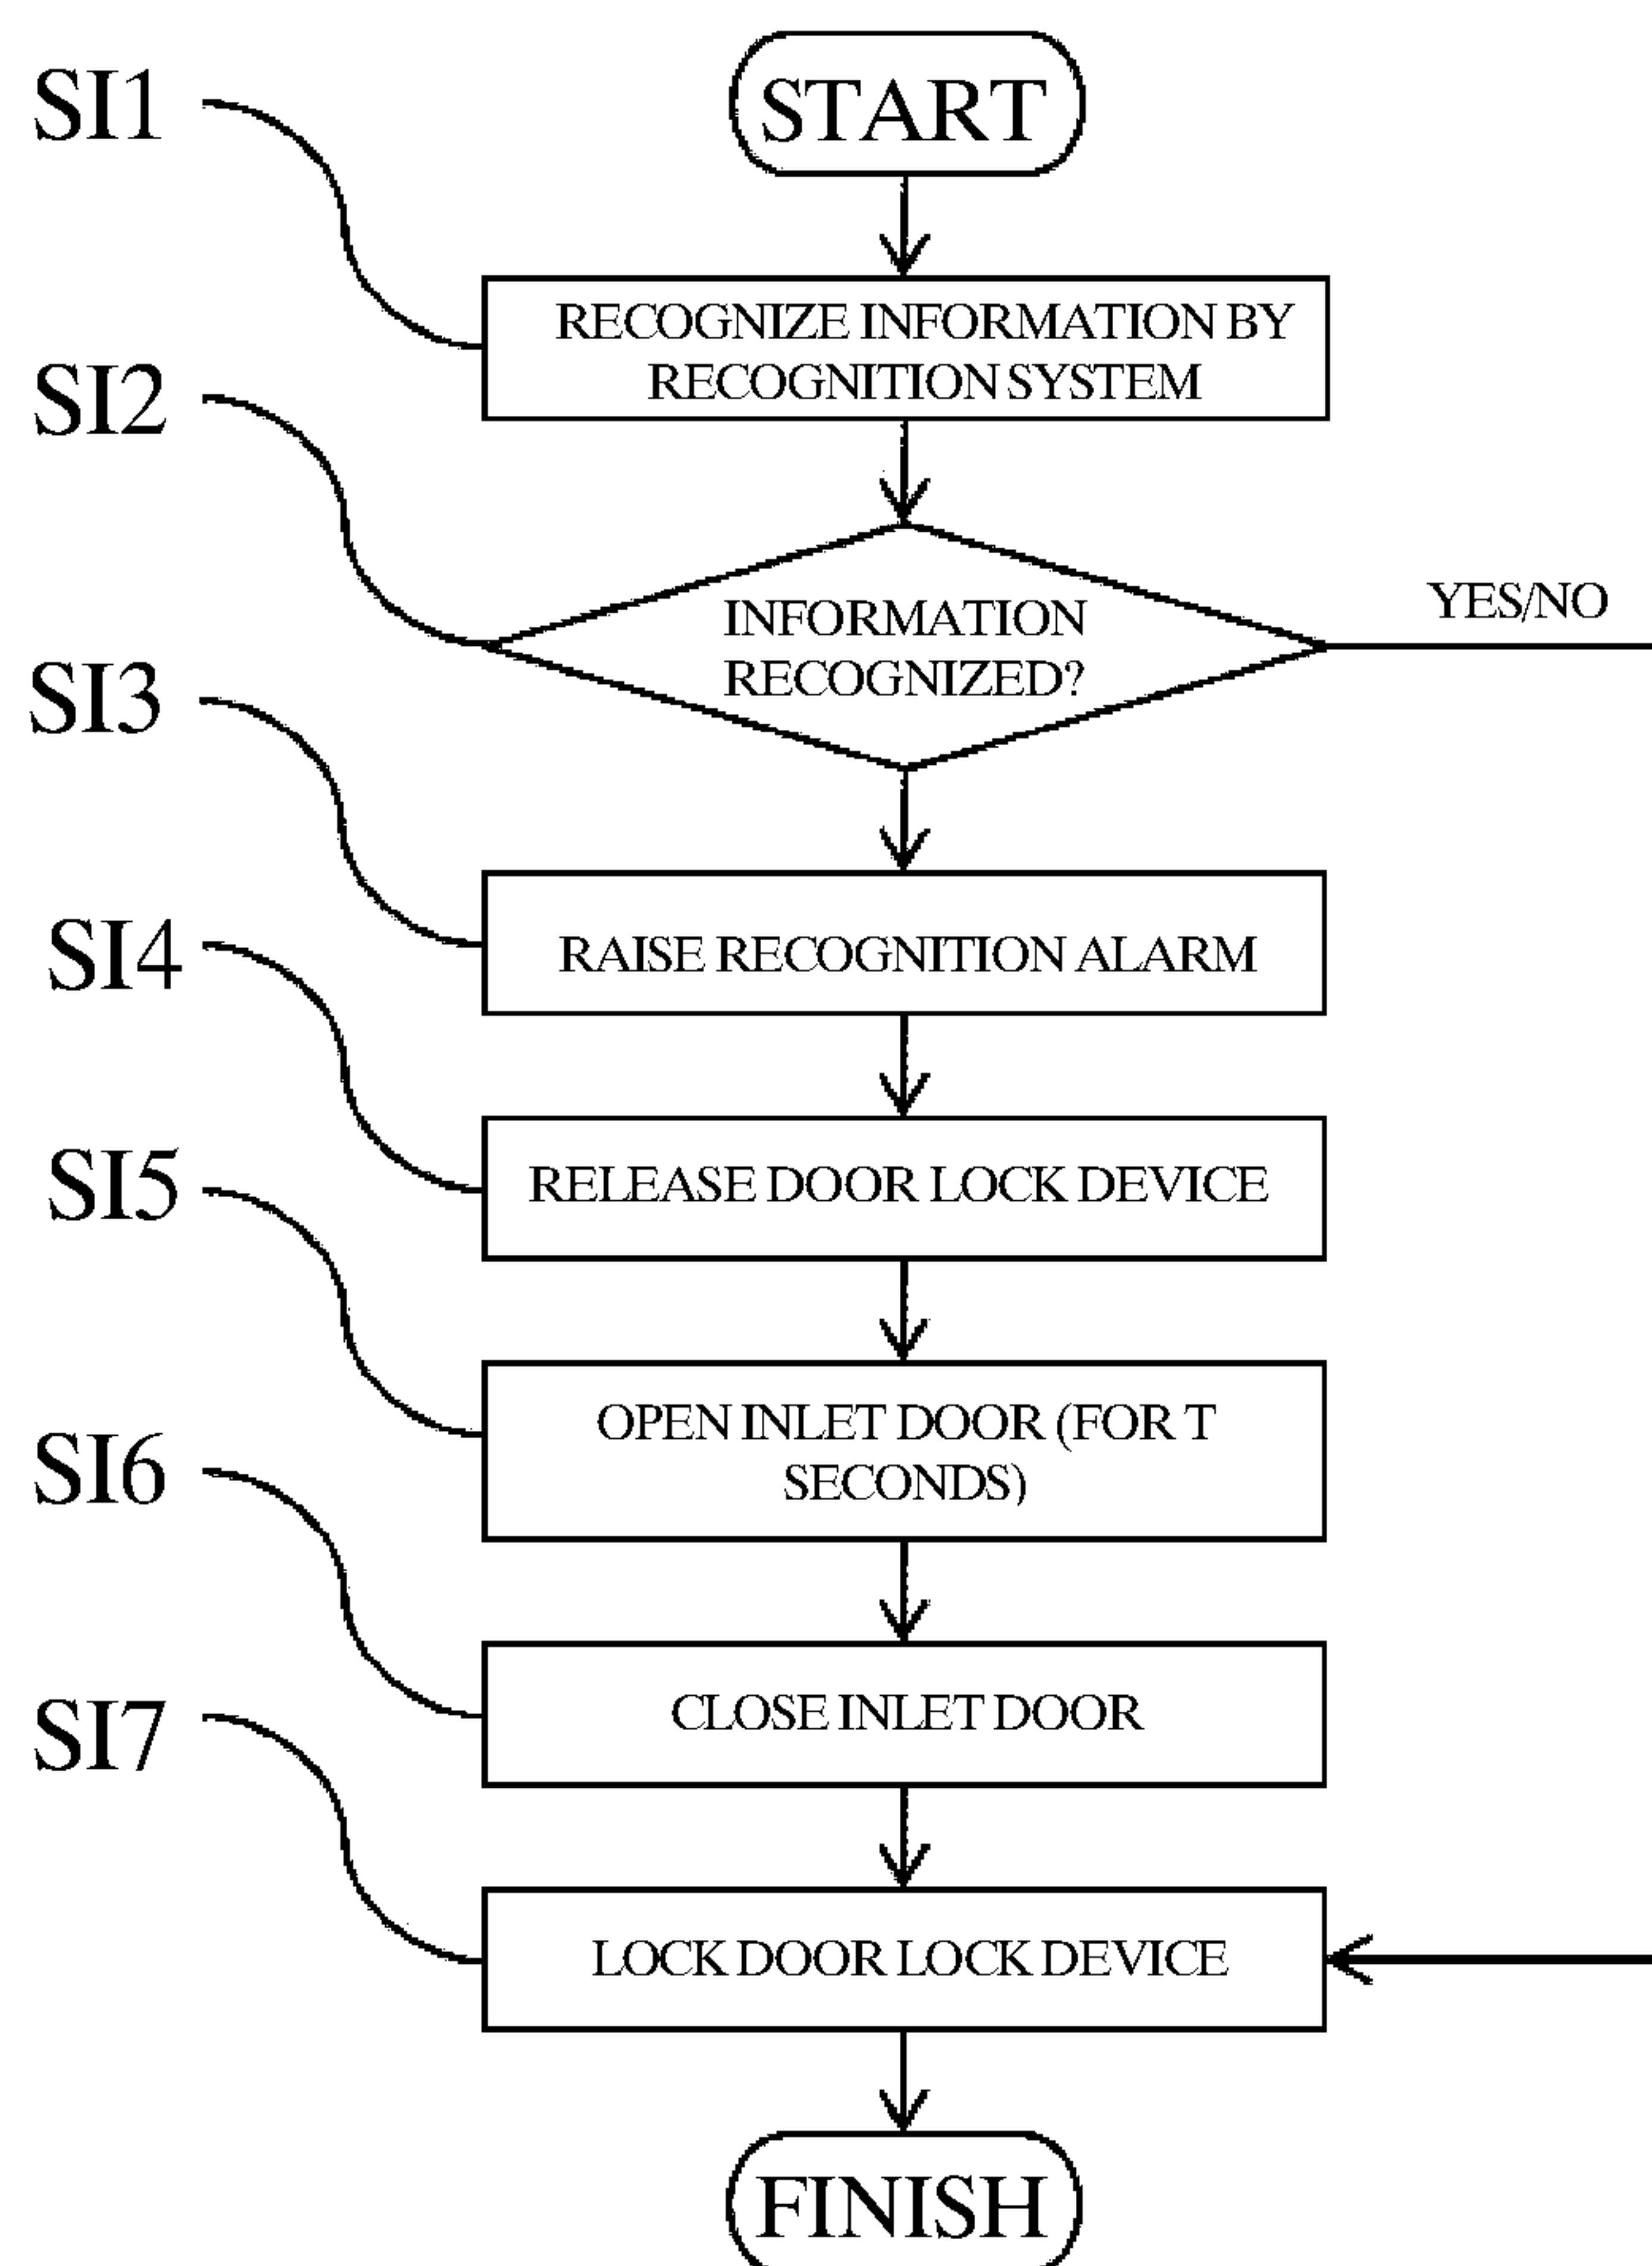 START
SI1
RECOGNIZE INFORMATION BY
RECOGNITION SYSTEM
SI2
INFORMATION
RECOGNIZED?
YES/NO
SI3
RAISE RECOGNITION ALARM
SI4
RELEASE DOOR LOCK DEVICE
SI5
OPEN INLET DOOR (FOR T
SECONDS)
SI6
CLOSE INLET DOOR
SI7
LOCK DOOR LOCK DEVICE
FINISH